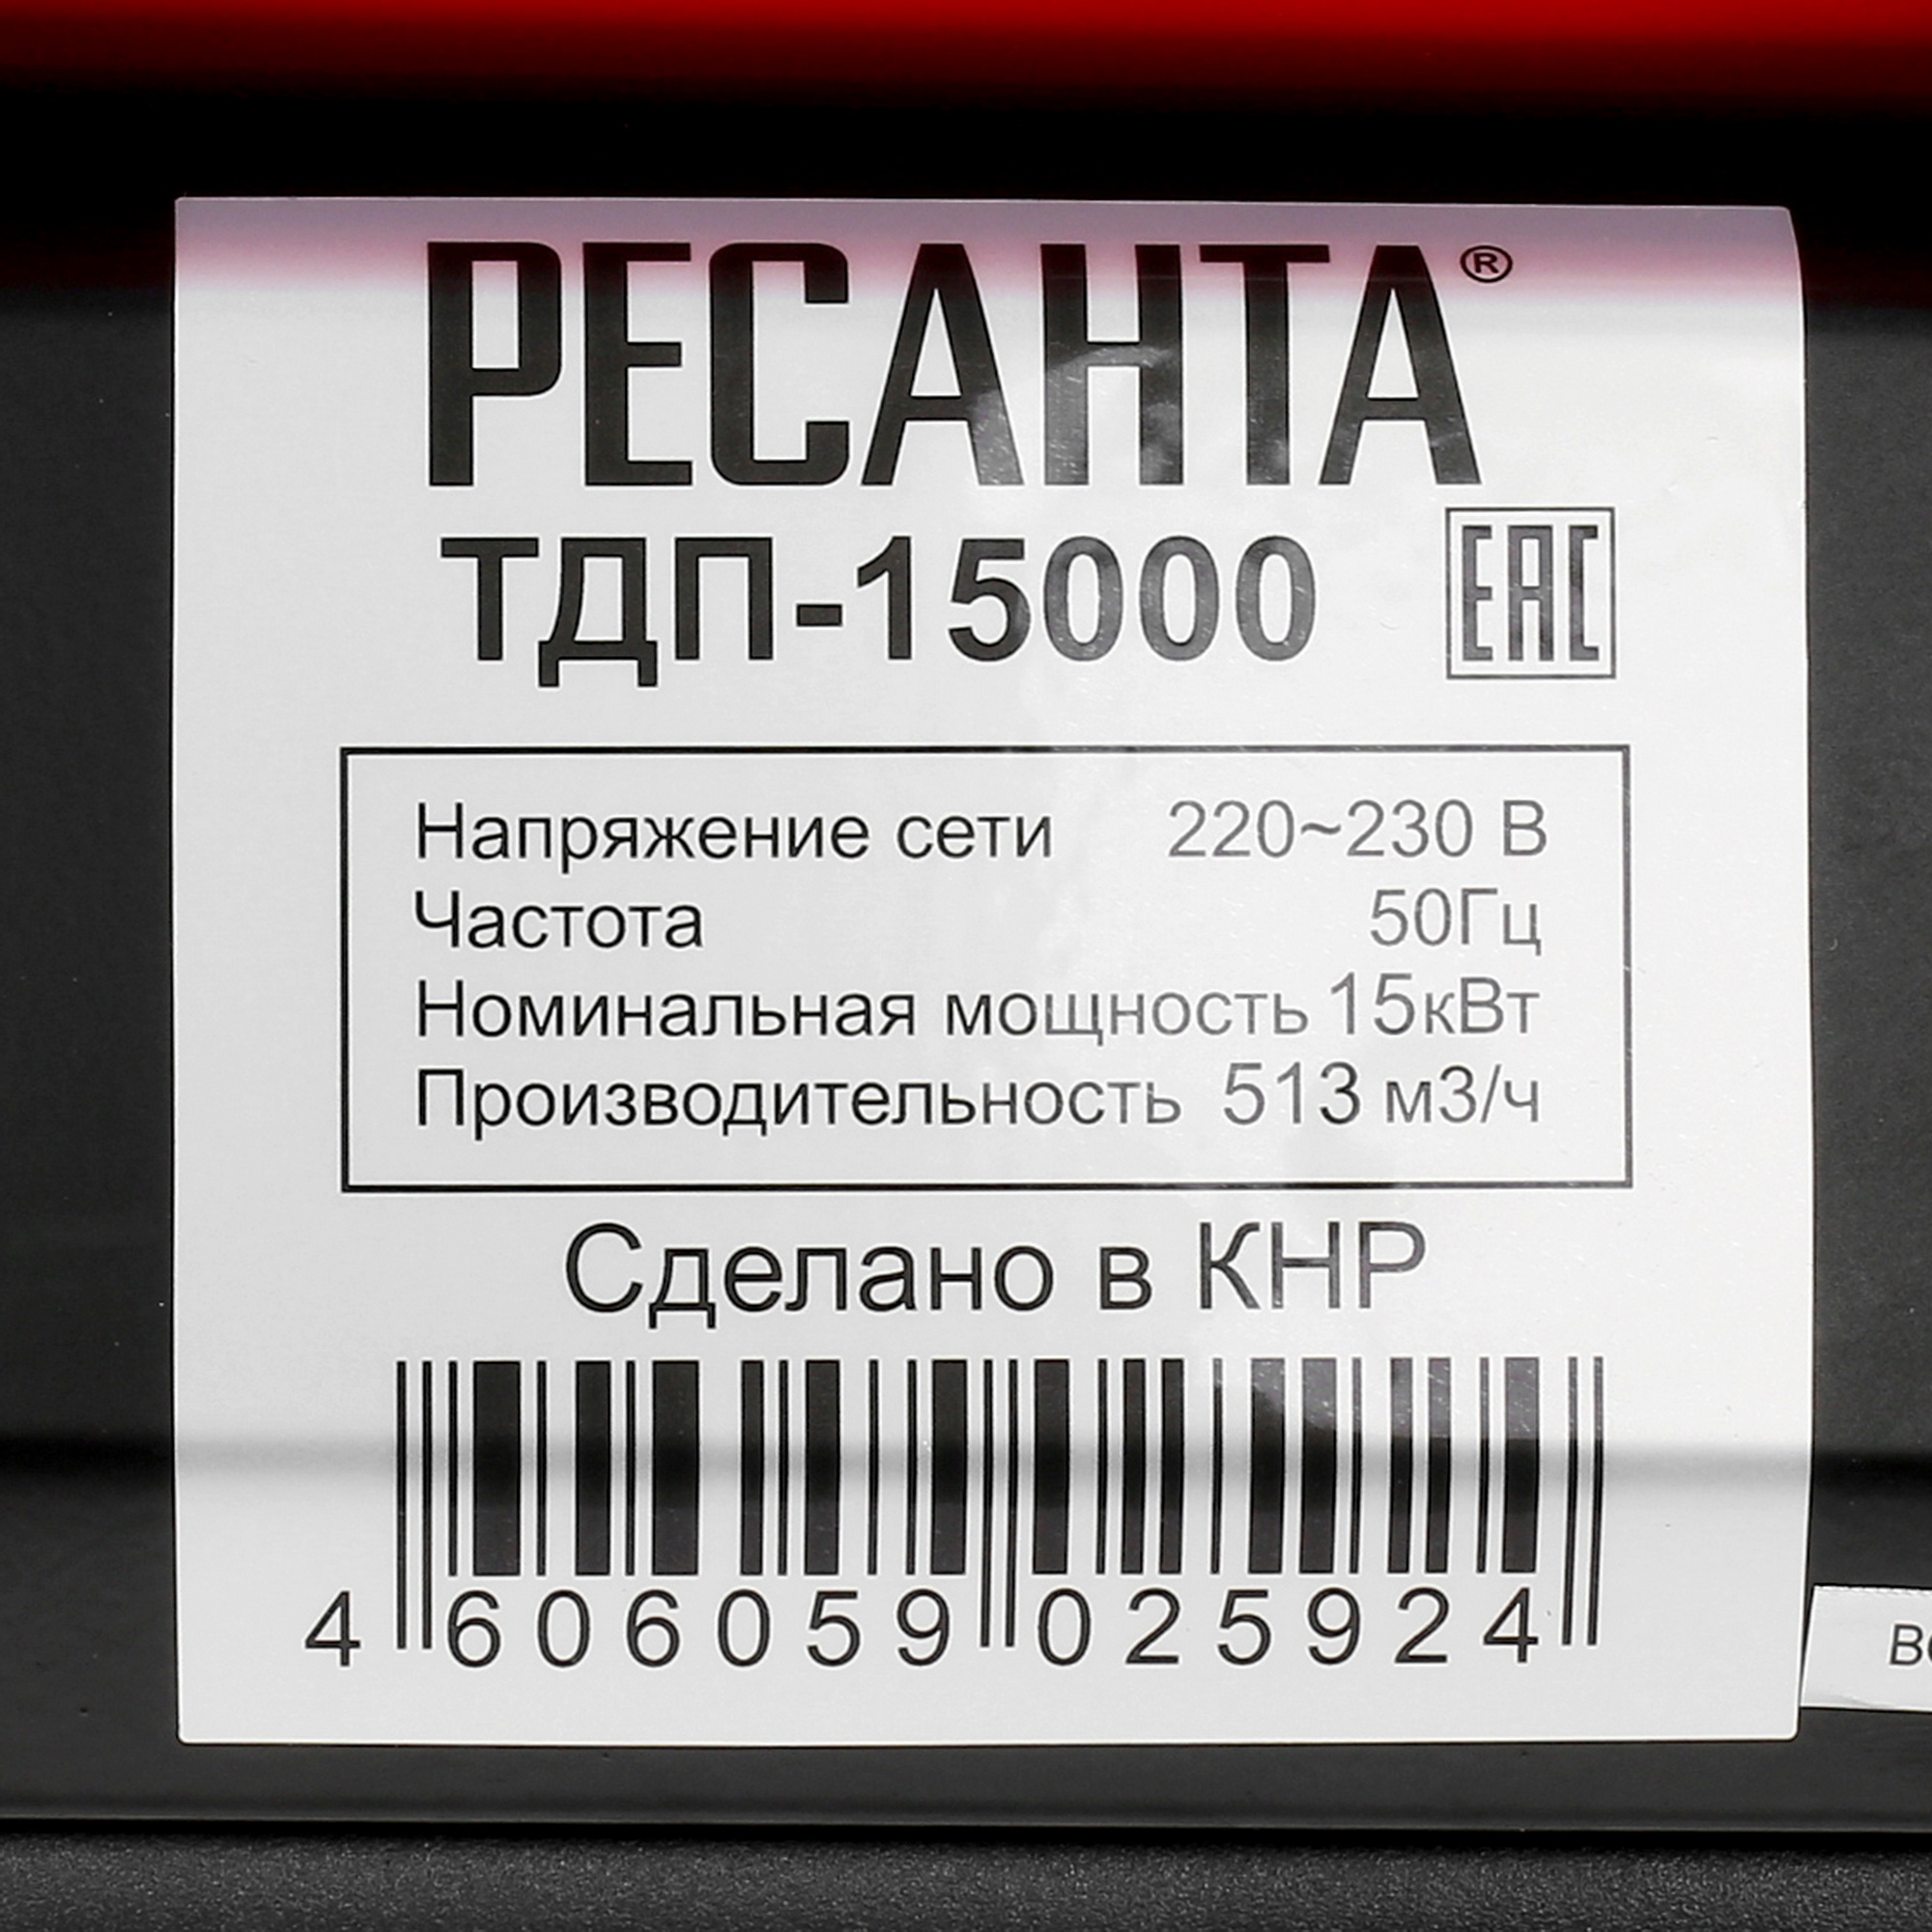 РЕСАНТА®
ТДП-15000
ЕАС
Напряжение сети 220~230 В
Частота 50Гц
Номинальная мощность 15кВт
Производительность 513 м3/ч
Сделано в КНР
4 606059 025924